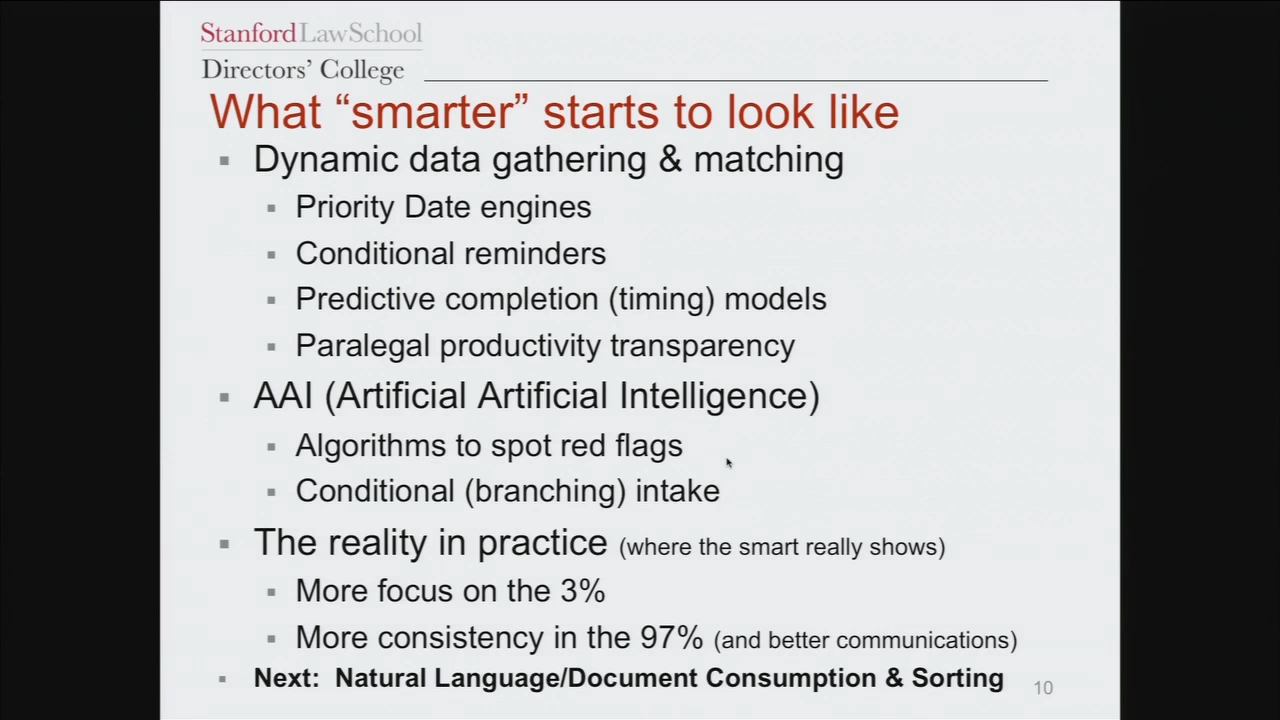 StanfordLawSchool
Directors’ College
What “smarter” starts to look like
▪ Dynamic data gathering & matching
▪ Priority Date engines
▪ Conditional reminders
▪ Predictive completion (timing) models
▪ Paralegal productivity transparency
▪ AAI (Artificial Artificial Intelligence)
▪ Algorithms to spot red flags
▪ Conditional (branching) intake
▪ The reality in practice (where the smart really shows)
▪ More focus on the 3%
▪ More consistency in the 97% (and better communications)
▪ Next: Natural Language/Document Consumption & Sorting
10